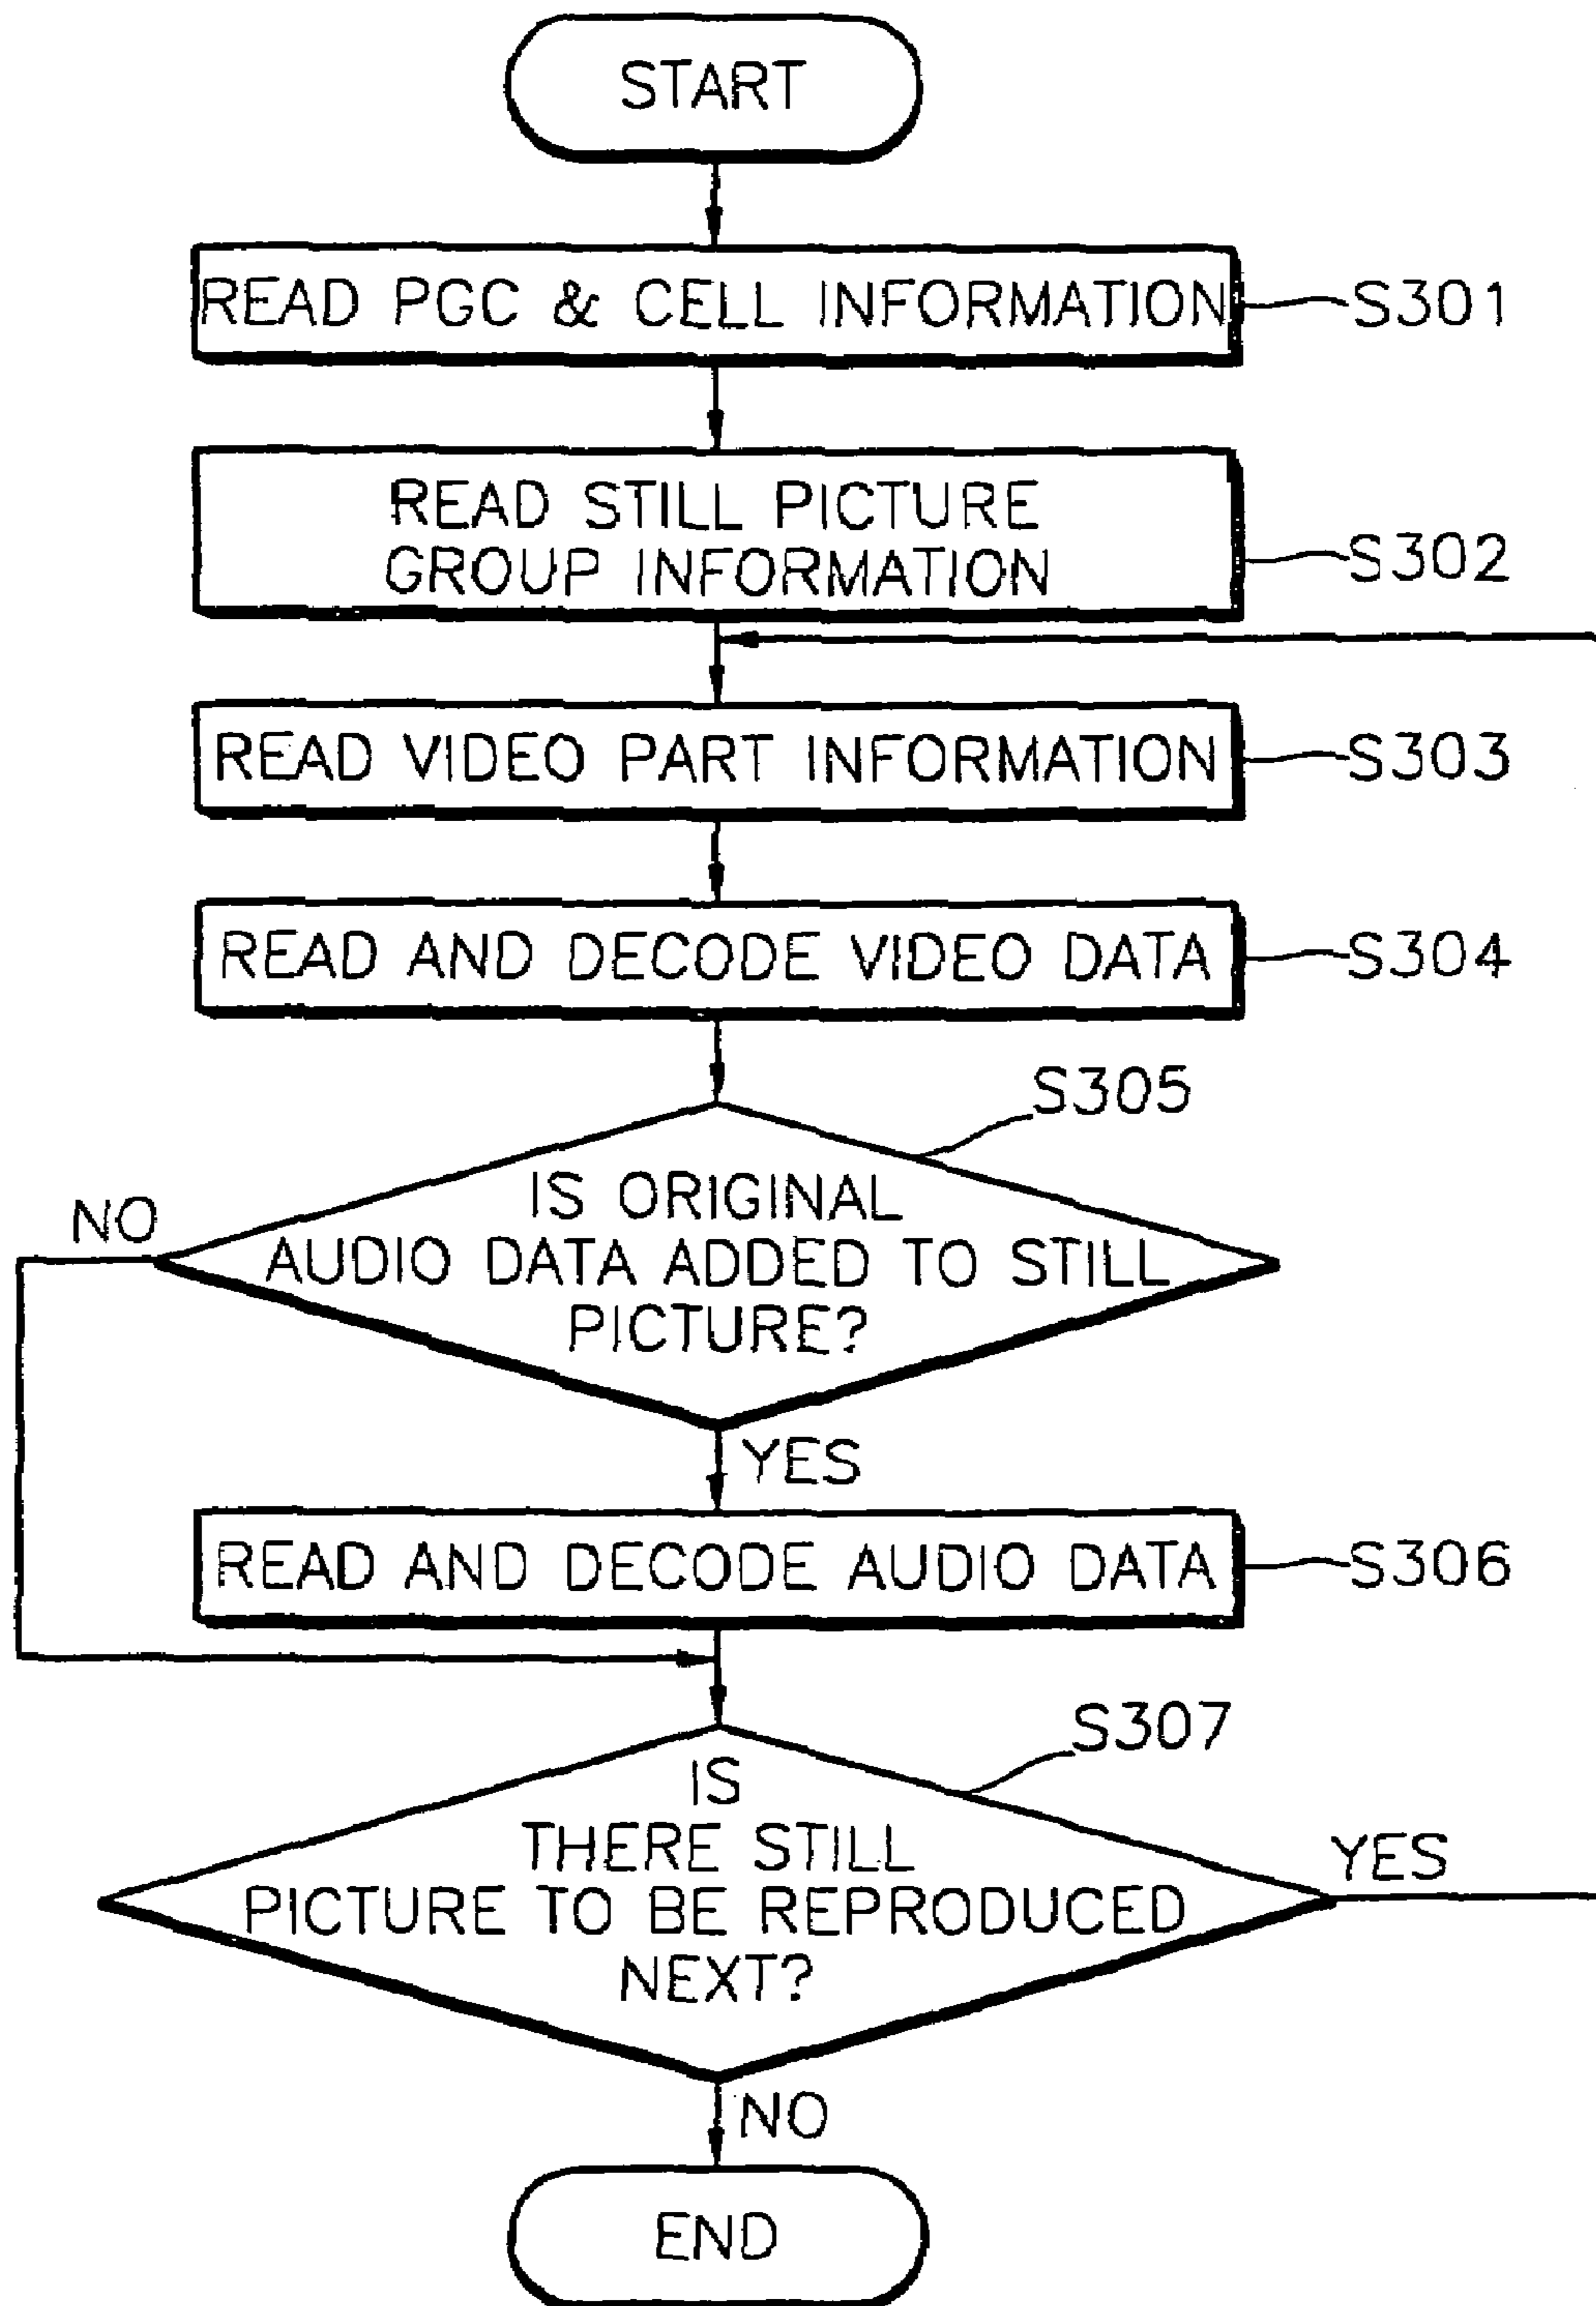 START
READ PGC & CELL INFORMATION
S301
READ STILL PICTURE
GROUP INFORMATION
S302
READ VIDEO PART INFORMATION
S303
READ AND DECODE VIDEO DATA
S304
S305
IS ORIGINAL
AUDIO DATA ADDED TO STILL
PICTURE?
NO
YES
READ AND DECODE AUDIO DATA
S306
S307
IS
THERE STILL
PICTURE TO BE REPRODUCED
NEXT?
YES
NO
END